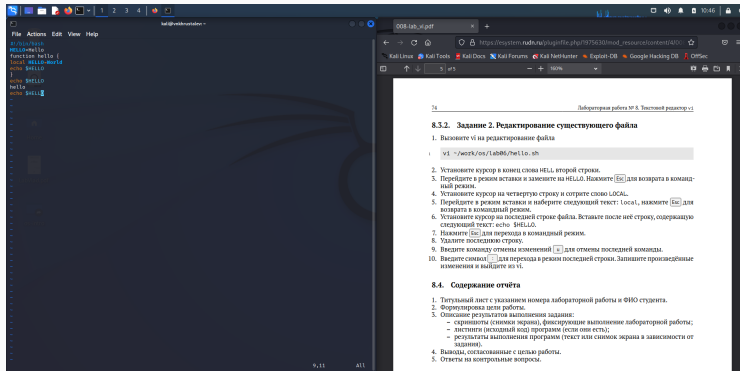 1 2 3 4
10:46
kali@vmkhrustalev: ~
File Actions Edit View Help
#!/bin/bash
HELLO=Hello
function hello {
local HELLO=World
echo $HELLO
}
echo $HELLO
hello
echo $HELLO
9,11 All
008-lab_vi.pdf
https://esystem.rudn.ru/pluginfile.php/1975630/mod_resource/content/4/00
Kali Linux Kali Tools Kali Docs Kali Forums Kali NetHunter Exploit-DB Google Hacking DB OffSec
5 of 5 160%
74 Лабораторная работа № 8. Текстовой редактор vi
8.3.2. Задание 2. Редактирование существующего файла
1. Вызовите vi на редактирование файла
1 vi ~/work/os/lab06/hello.sh
2. Установите курсор в конец слова HELL второй строки.
3. Перейдите в режим вставки и замените на HELLO. Нажмите Esc для возврата в команд-
ный режим.
4. Установите курсор на четвертую строку и сотрите слово LOCAL.
5. Перейдите в режим вставки и наберите следующий текст: local, нажмите Esc для
возврата в командный режим.
6. Установите курсор на последней строке файла. Вставьте после неё строку, содержащую
следующий текст: echo $HELLO.
7. Нажмите Esc для перехода в командный режим.
8. Удалите последнюю строку.
9. Введите команду отмены изменений u для отмены последней команды.
10. Введите символ : для перехода в режим последней строки. Запишите произведённые
изменения и выйдите из vi.
8.4. Содержание отчёта
1. Титульный лист с указанием номера лабораторной работы и ФИО студента.
2. Формулировка цели работы.
3. Описание результатов выполнения задания:
– скриншоты (снимки экрана), фиксирующие выполнение лабораторной работы;
– листинги (исходный код) программ (если они есть);
– результаты выполнения программ (текст или снимок экрана в зависимости от
задания).
4. Выводы, согласованные с целью работы.
5. Ответы на контрольные вопросы.